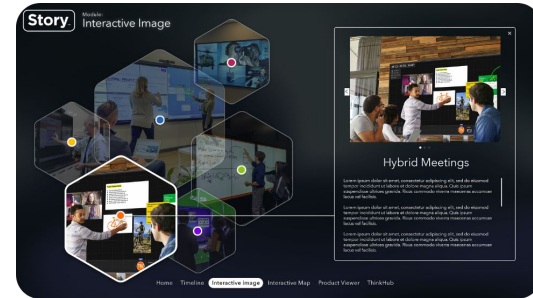 Story
Module:
Interactive Image
Hybrid Meetings
Lorem ipsum dolor sit amet, consectetur adipiscing elit, sed do eiusmod
tempor incididunt ut labore et dolore magna aliqua. Quis ipsum
suspendisse ultrices gravida. Risus commodo viverra maecenas accumsan
lacus vel facilisis.
Lorem ipsum dolor sit amet, consectetur adipiscing elit, sed do eiusmod
tempor incididunt ut labore et dolore magna aliqua. Quis ipsum
suspendisse ultrices gravida. Risus commodo viverra maecenas accumsan
lacus vel facilisis.
Lorem ipsum dolor sit amet, consectetur adipiscing elit, sed do eiusmod
tempor incididunt ut labore et dolore magna aliqua. Quis ipsum
suspendisse ultrices gravida. Risus commodo viverra maecenas accumsan
Home Timeline Interactive image Interactive Map Product Viewer ThinkHub